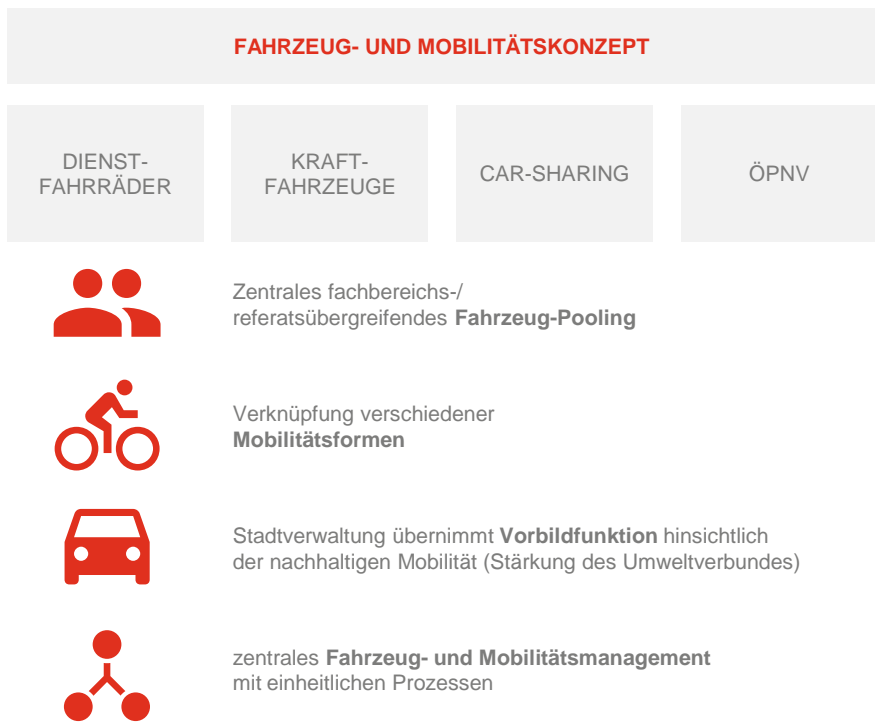 FAHRZEUG- UND MOBILITÄTSKONZEPT
DIENST-
FAHRRÄDER
KRAFT-
FAHRZEUGE
CAR-SHARING
ÖPNV
Zentrales fachbereichs-/
referatsübergreifendes Fahrzeug-Pooling
Verknüpfung verschiedener
Mobilitätsformen
Stadtverwaltung übernimmt Vorbildfunktion hinsichtlich
der nachhaltigen Mobilität (Stärkung des Umweltverbundes)
zentrales Fahrzeug- und Mobilitätsmanagement
mit einheitlichen Prozessen